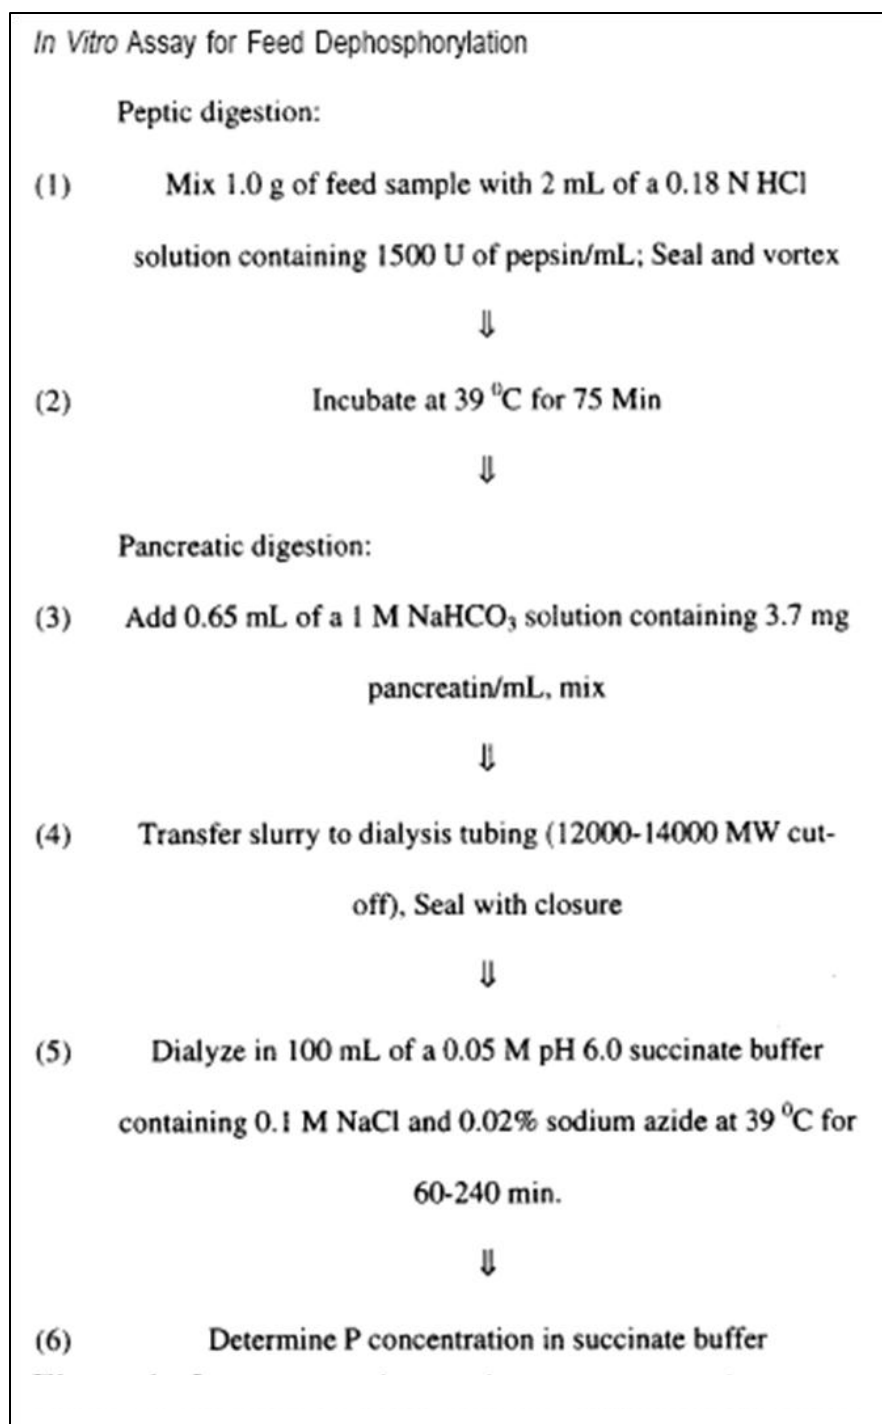 In Vitro Assay for Feed Dephosphorylation
Peptic digestion:
(1) Mix 1.0 g of feed sample with 2 mL of a 0.18 N HCl
solution containing 1500 U of pepsin/mL; Seal and vortex
⇓
(2) Incubate at 39 ⁰C for 75 Min
⇓
Pancreatic digestion:
(3) Add 0.65 mL of a 1 M NaHCO₃ solution containing 3.7 mg
pancreatin/mL, mix
⇓
(4) Transfer slurry to dialysis tubing (12000-14000 MW cut-
off), Seal with closure
⇓
(5) Dialyze in 100 mL of a 0.05 M pH 6.0 succinate buffer
containing 0.1 M NaCl and 0.02% sodium azide at 39 ⁰C for
60-240 min.
⇓
(6) Determine P concentration in succinate buffer